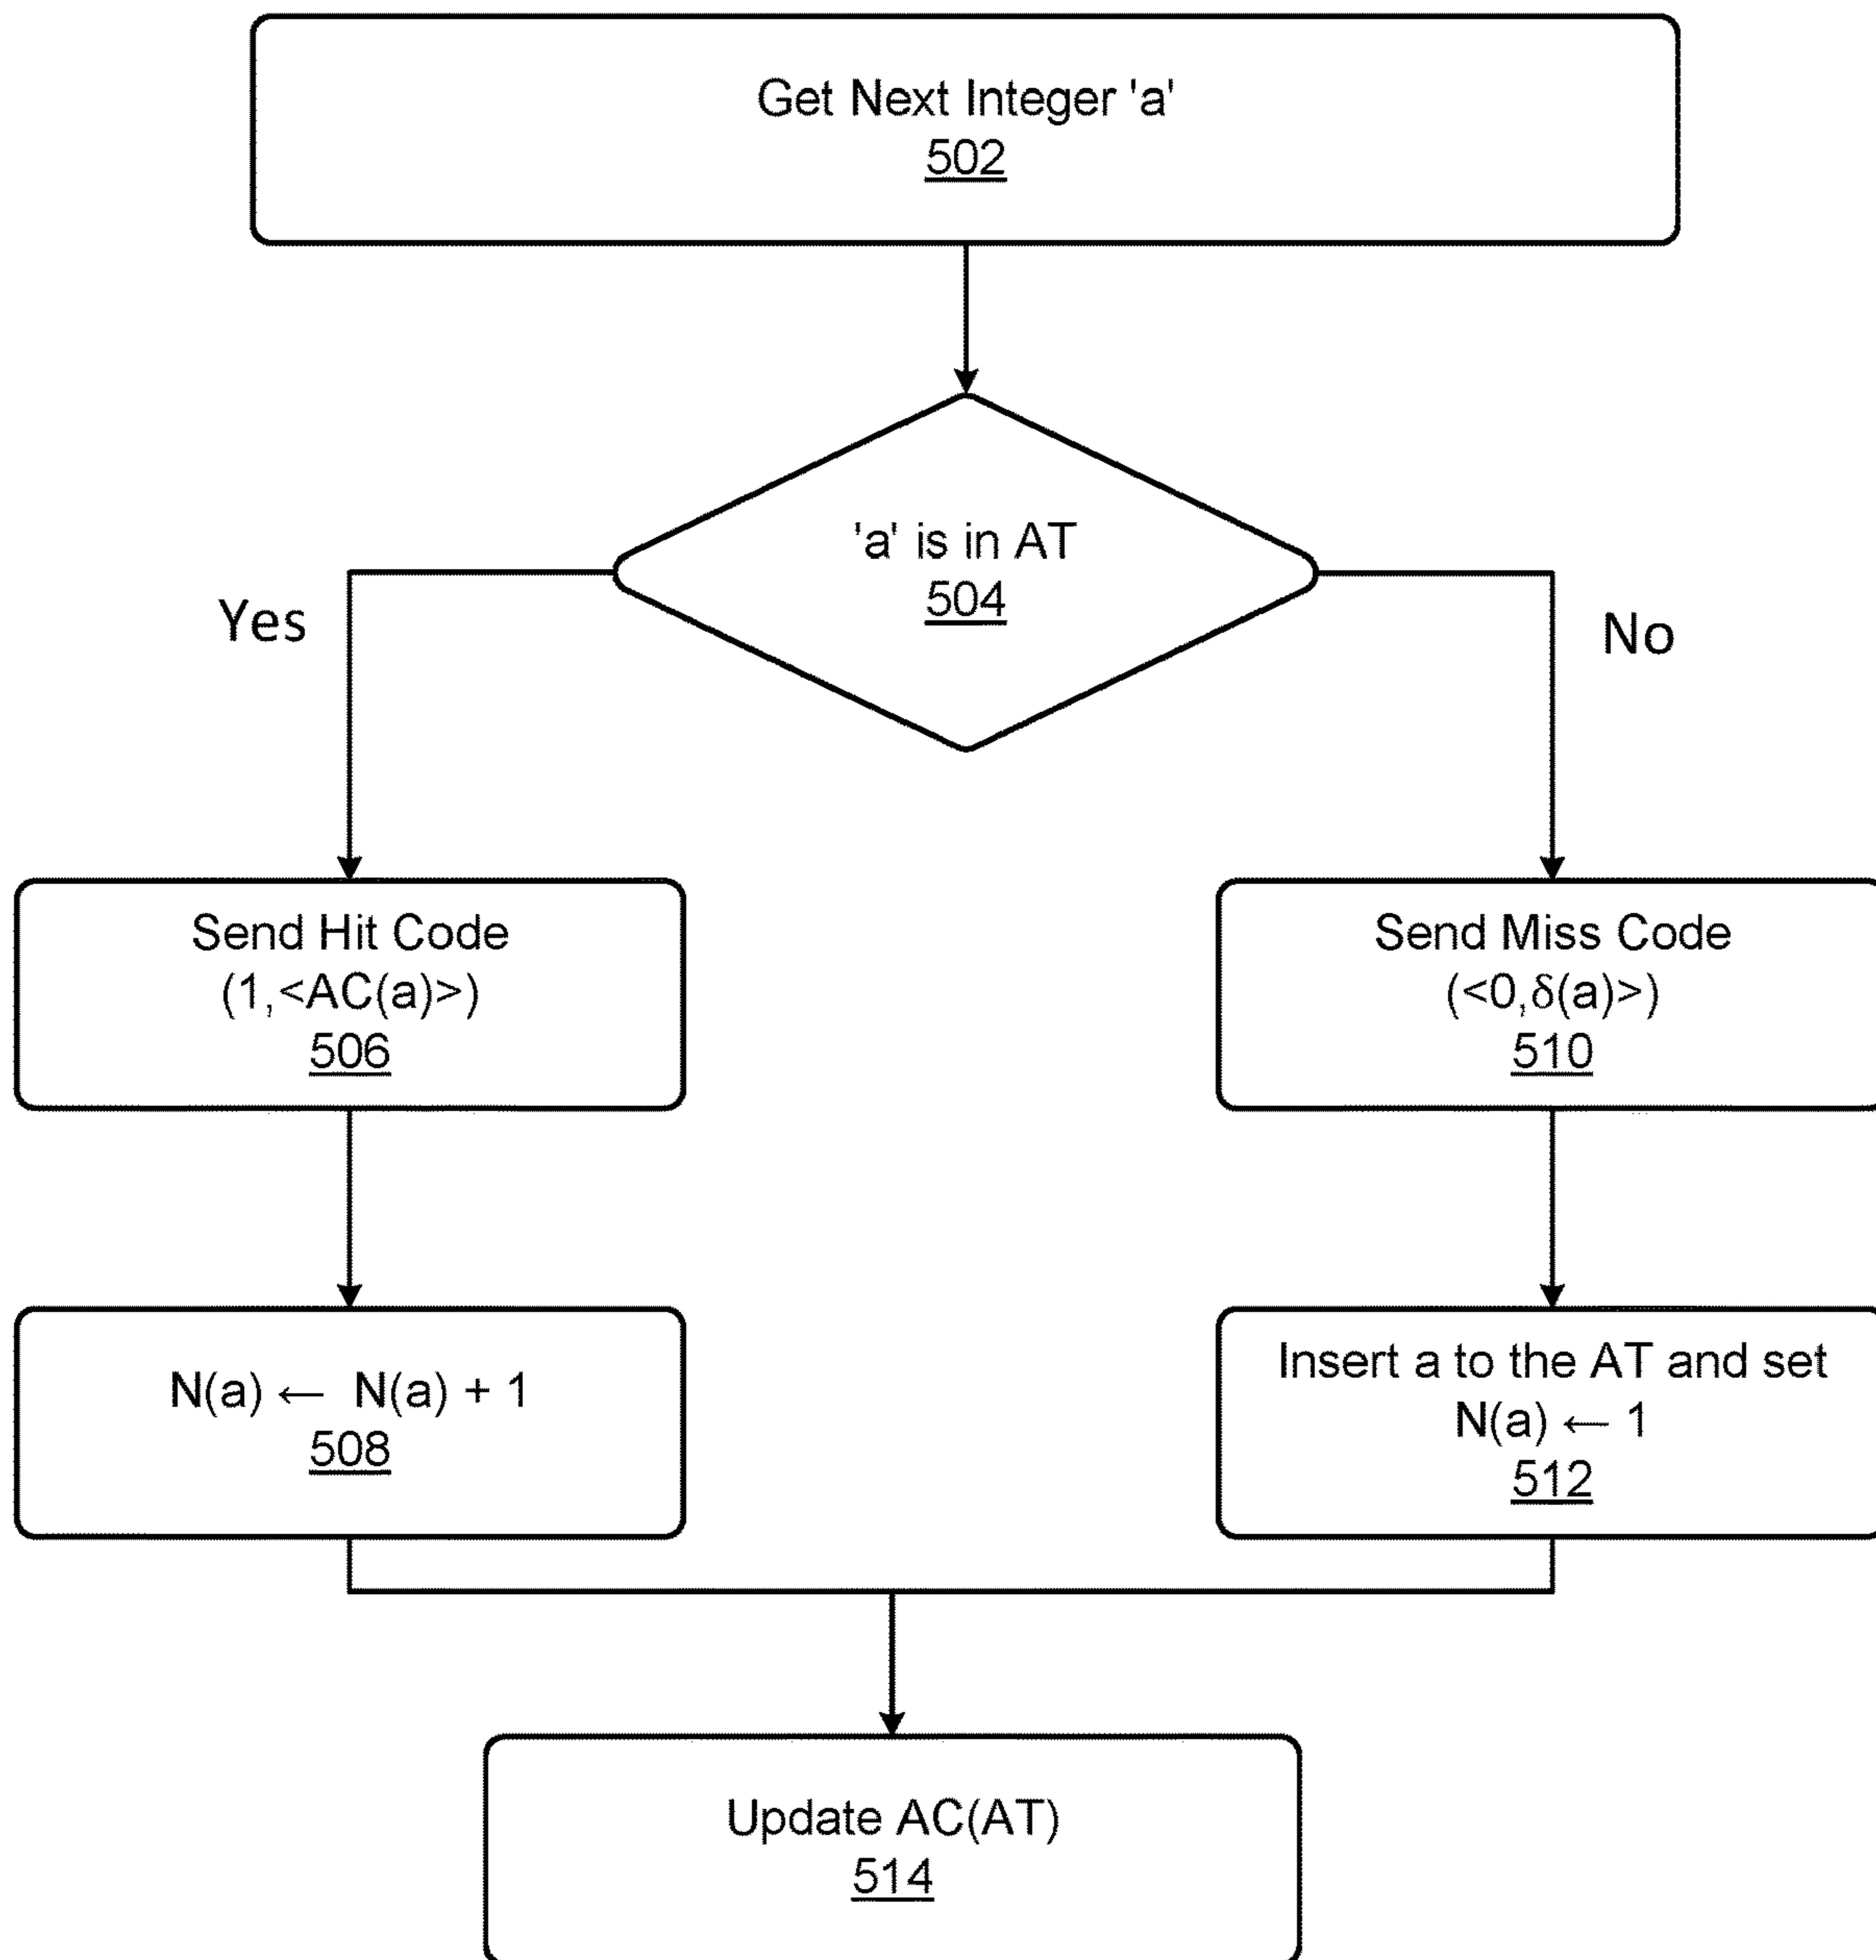 Get Next Integer 'a'
502
'a' is in AT
504
Yes
No
Send Hit Code
(1,<AC(a)>)
506
Send Miss Code
(<0,δ(a)>)
510
N(a) ← N(a) + 1
508
Insert a to the AT and set
N(a) ← 1
512
Update AC(AT)
514